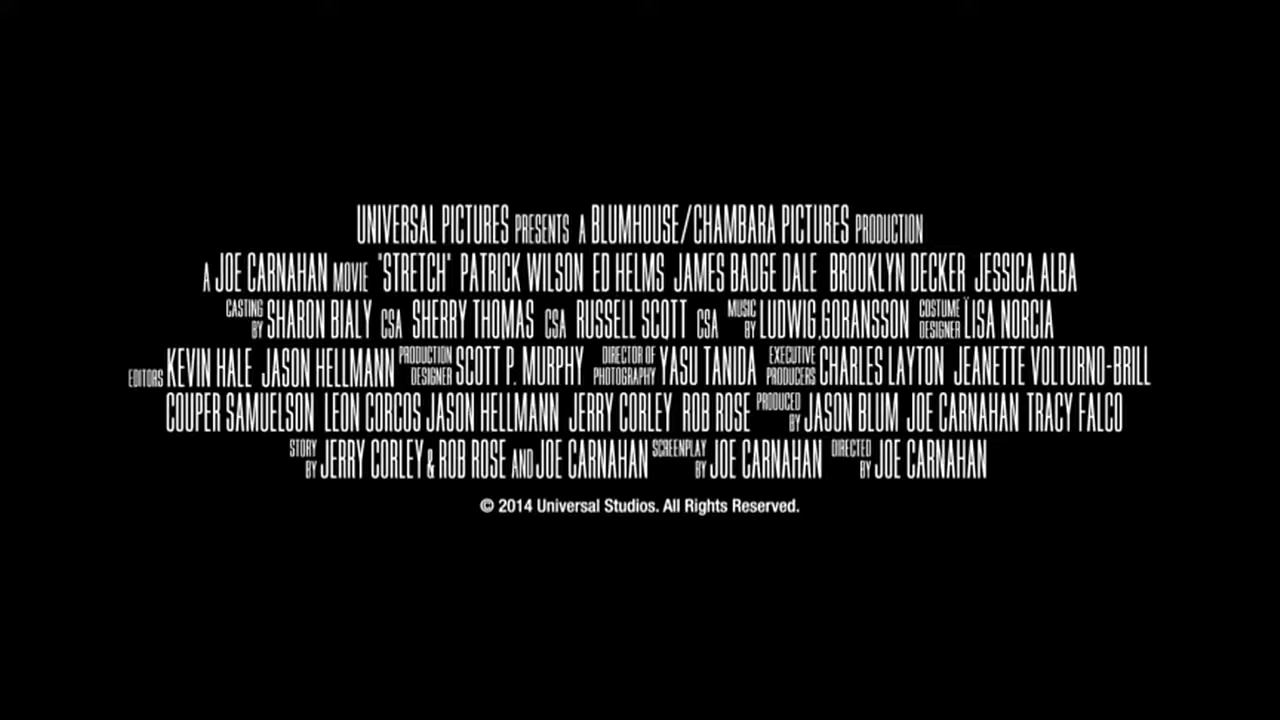 UNIVERSAL PICTURES PRESENTS A BLUMHOUSE/CHAMBARA PICTURES PRODUCTION
A JOE CARNAHAN MOVIE "STRETCH" PATRICK WILSON ED HELMS JAMES BADGE DALE BROOKLYN DECKER JESSICA ALBA
CASTING BY SHARON BIALY CSA SHERRY THOMAS CSA RUSSELL SCOTT CSA MUSIC BY LUDWIG GORANSSON COSTUME DESIGNER LISA NORCIA
EDITORS KEVIN HALE JASON HELLMANN PRODUCTION DESIGNER SCOTT P. MURPHY DIRECTOR OF PHOTOGRAPHY YASU TANIDA EXECUTIVE PRODUCERS CHARLES LAYTON JEANETTE VOLTURNO-BRILL
COUPER SAMUELSON LEON CORCOS JASON HELLMANN JERRY CORLEY ROB ROSE PRODUCED BY JASON BLUM JOE CARNAHAN TRACY FALCO
STORY BY JERRY CORLEY & ROB ROSE AND JOE CARNAHAN SCREENPLAY BY JOE CARNAHAN DIRECTED BY JOE CARNAHAN
© 2014 Universal Studios. All Rights Reserved.